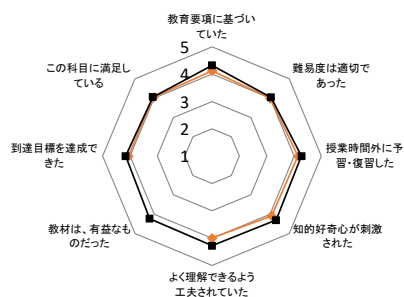 教育要項に基づい
ていた
難易度は適切で
あった
授業時間外に予
習・復習した
知的好奇心が刺激
された
よく理解できるよう
工夫されていた
教材は、有益なも
のだった
到達目標を達成で
きた
この科目に満足し
ている
5
4
3
2
1